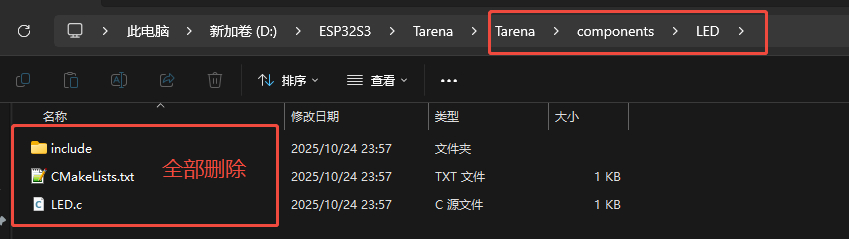 此电脑 > 新加卷 (D:) > ESP32S3 > Tarena > Tarena > components > LED >
排序 查看 ...
名称 修改日期 类型 大小
include 2025/10/24 23:57 文件夹
全部删除
CMakeLists.txt 2025/10/24 23:57 TXT 文件 1 KB
LED.c 2025/10/24 23:57 C 源文件 1 KB